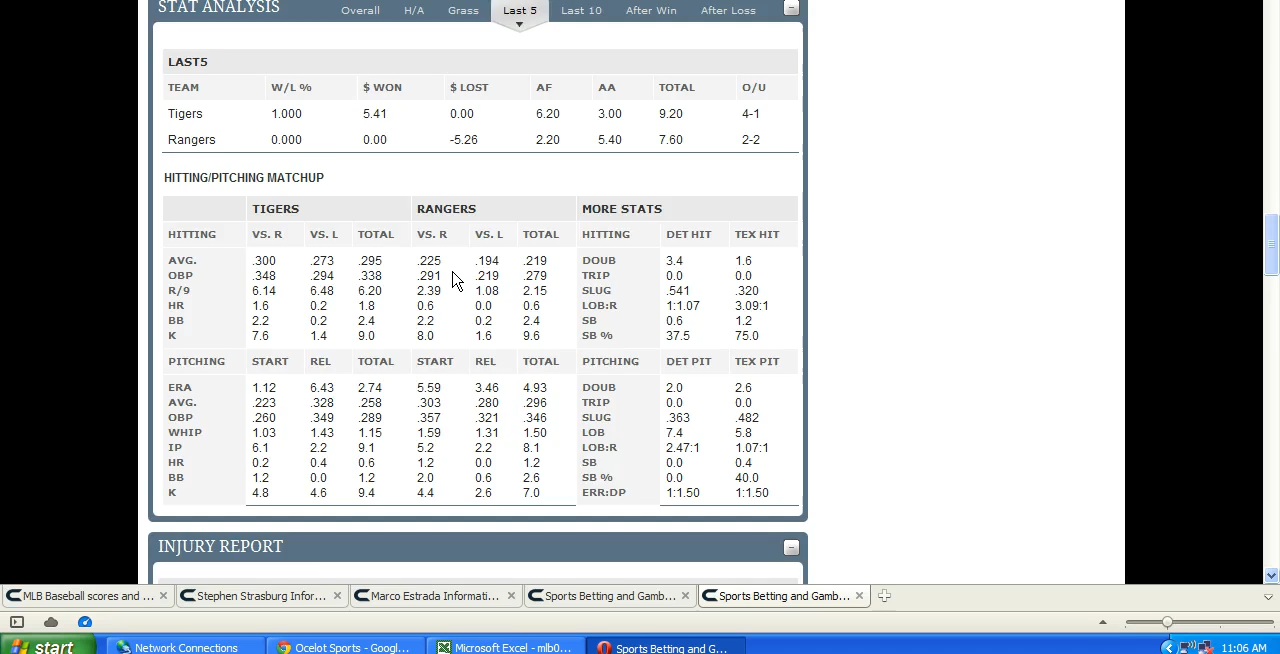 STAT ANALYSIS Overall H/A Grass Last 5 Last 10 After Win After Loss
LAST5
TEAM W/L % $ WON $ LOST AF AA TOTAL O/U
Tigers 1.000 5.41 0.00 6.20 3.00 9.20 4-1
Rangers 0.000 0.00 -5.26 2.20 5.40 7.60 2-2
HITTING/PITCHING MATCHUP
TIGERS RANGERS MORE STATS
HITTING VS. R VS. L TOTAL VS. R VS. L TOTAL HITTING DET HIT TEX HIT
AVG. .300 .273 .295 .225 .194 .219 DOUB 3.4 1.6
OBP .348 .294 .338 .291 .219 .279 TRIP 0.0 0.0
R/9 6.14 6.48 6.20 2.39 1.08 2.15 SLUG .541 .320
HR 1.6 0.2 1.8 0.6 0.0 0.6 LOB:R 1:1.07 3.09:1
BB 2.2 0.2 2.4 2.2 0.2 2.4 SB 0.6 1.2
K 7.6 1.4 9.0 8.0 1.6 9.6 SB % 37.5 75.0
PITCHING START REL TOTAL START REL TOTAL PITCHING DET PIT TEX PIT
ERA 1.12 6.43 2.74 5.59 3.46 4.93 DOUB 2.0 2.6
AVG. .223 .328 .258 .303 .280 .296 TRIP 0.0 0.0
OBP .260 .349 .289 .357 .321 .346 SLUG .363 .482
WHIP 1.03 1.43 1.15 1.59 1.31 1.50 LOB 7.4 5.8
IP 6.1 2.2 9.1 5.2 2.2 8.1 LOB:R 2.47:1 1.07:1
HR 0.2 0.4 0.6 1.2 0.0 1.2 SB 0.0 0.4
BB 1.2 0.0 1.2 2.0 0.6 2.6 SB % 0.0 40.0
K 4.8 4.6 9.4 4.4 2.6 7.0 ERR:DP 1:1.50 1:1.50
INJURY REPORT
MLB Baseball scores and ... Stephen Strasburg Infor... Marco Estrada Informati... Sports Betting and Gamb... Sports Betting and Gamb...
start Network Connections Ocelot Sports - Googl... Microsoft Excel - mlb0... Sports Betting and G... 11:06 AM